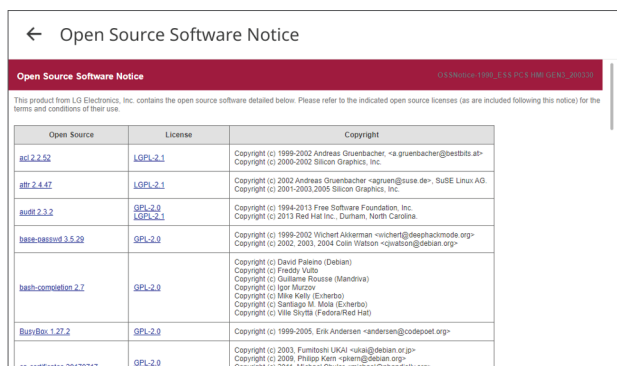 ← Open Source Software Notice
Open Source Software Notice
OSSNotice-1998_ESS PCS HMI GEN3_200330
This product from LG Electronics, Inc. contains the open source software detailed below. Please refer to the indicated open source licenses (as are included following this notice) for the
terms and conditions of their use.
Open Source License Copyright
acl 2.2.52 LGPL-2.1 Copyright (c) 1999-2002 Andreas Gruenbacher, <a.gruenbacher@bestbits.at>
Copyright (c) 2000-2002 Silicon Graphics, Inc.
attr 2.4.47 LGPL-2.1 Copyright (c) 2002 Andreas Gruenbacher <agruen@suse.de>, SuSE Linux AG.
Copyright (c) 2001-2003,2005 Silicon Graphics, Inc.
audit 2.3.2 GPL-2.0 Copyright (c) 1994-2013 Free Software Foundation, Inc.
LGPL-2.1 Copyright (c) 2013 Red Hat Inc., Durham, North Carolina.
base-passwd 3.5.29 GPL-2.0 Copyright (c) 1999-2002 Wichert Akkerman <wichert@deephackmode.org>
Copyright (c) 2002, 2003, 2004 Colin Watson <cjwatson@debian.org>
bash-completion 2.7 GPL-2.0 Copyright (c) David Paleino (Debian)
Copyright (c) Freddy Vulto
Copyright (c) Guillame Rousse (Mandriva)
Copyright (c) Igor Murzov
Copyright (c) Mike Kelly (Exherbo)
Copyright (c) Santiago M. Mola (Exherbo)
Copyright (c) Ville Skyttä (Fedora/Red Hat)
BusyBox 1.27.2 GPL-2.0 Copyright (c) 1999-2005, Erik Andersen <andersen@codepoet.org>
GPL-2.0 Copyright (c) 2003, Fumitoshi UKAI <ukai@debian.or.jp>
Copyright (c) 2009, Philipp Kern <pkern@debian.org>